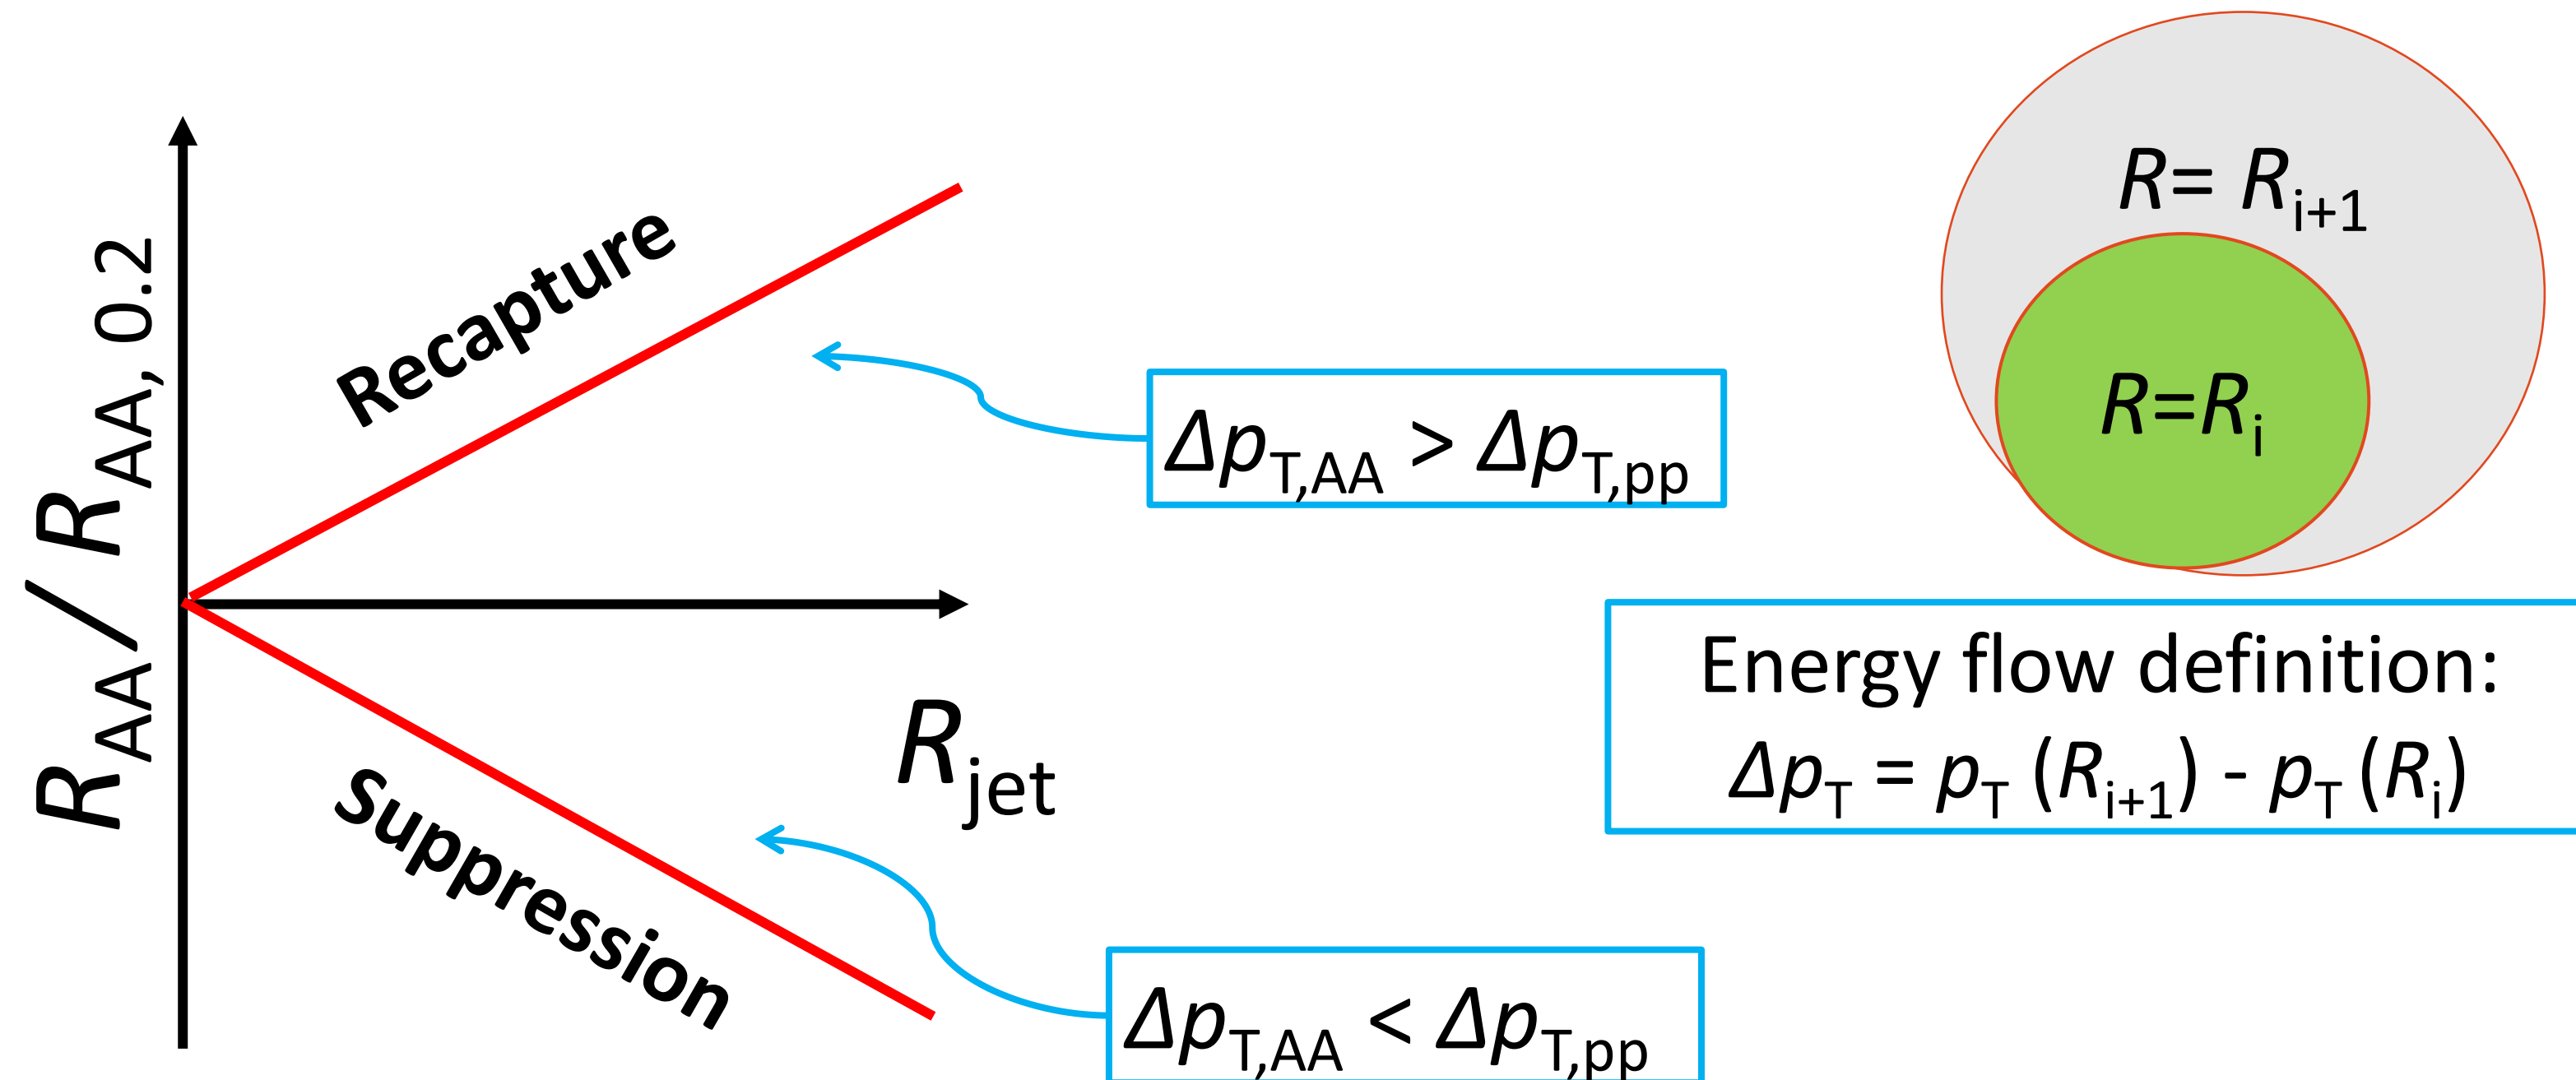 R_AA / R_AA, 0.2
Recapture
Suppression
R_jet
Δp_T,AA > Δp_T,pp
Δp_T,AA < Δp_T,pp
R= R_i+1
R=R_i
Energy flow definition:
Δp_T = p_T (R_i+1) - p_T (R_i)